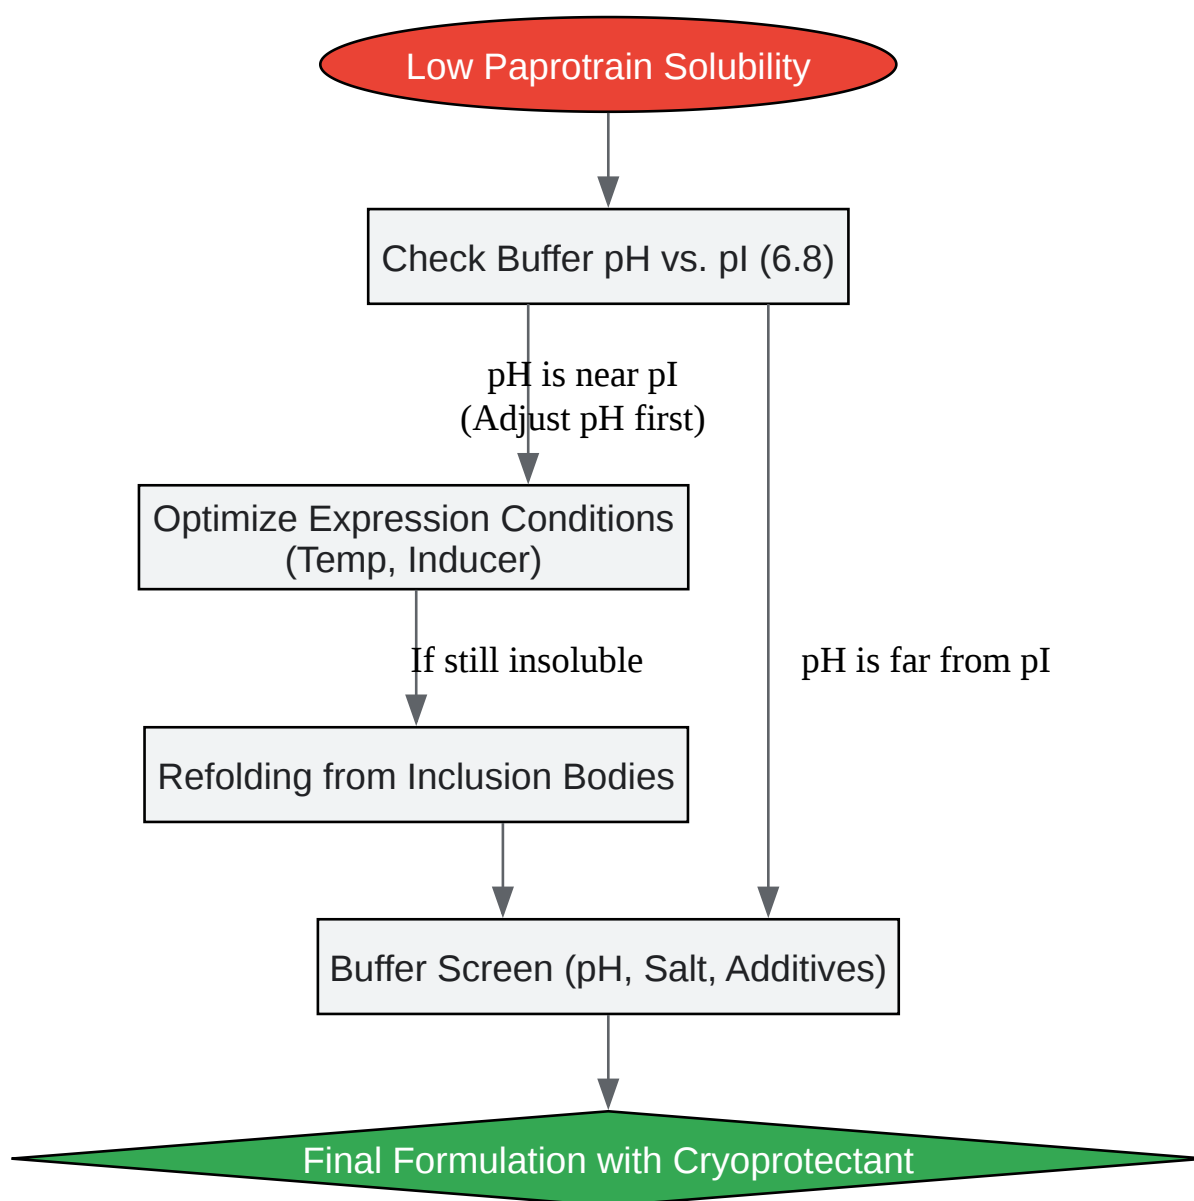 Low Paprotrain Solubility
Check Buffer pH vs. pI (6.8)
pH is near pI
(Adjust pH first)
Optimize Expression Conditions
(Temp, Inducer)
If still insoluble
pH is far from pI
Refolding from Inclusion Bodies
Buffer Screen (pH, Salt, Additives)
Final Formulation with Cryoprotectant